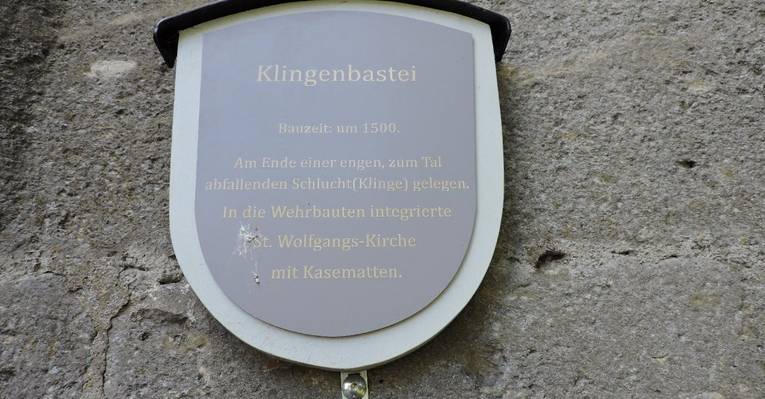 Klingenbastei
Bauzeit: um 1500.
Am Ende einer engen, zum Tal
abfallenden Schlucht(Klinge) gelegen.
In die Wehrbauten integrierte
St. Wolfgangs-Kirche
mit Kasematten.